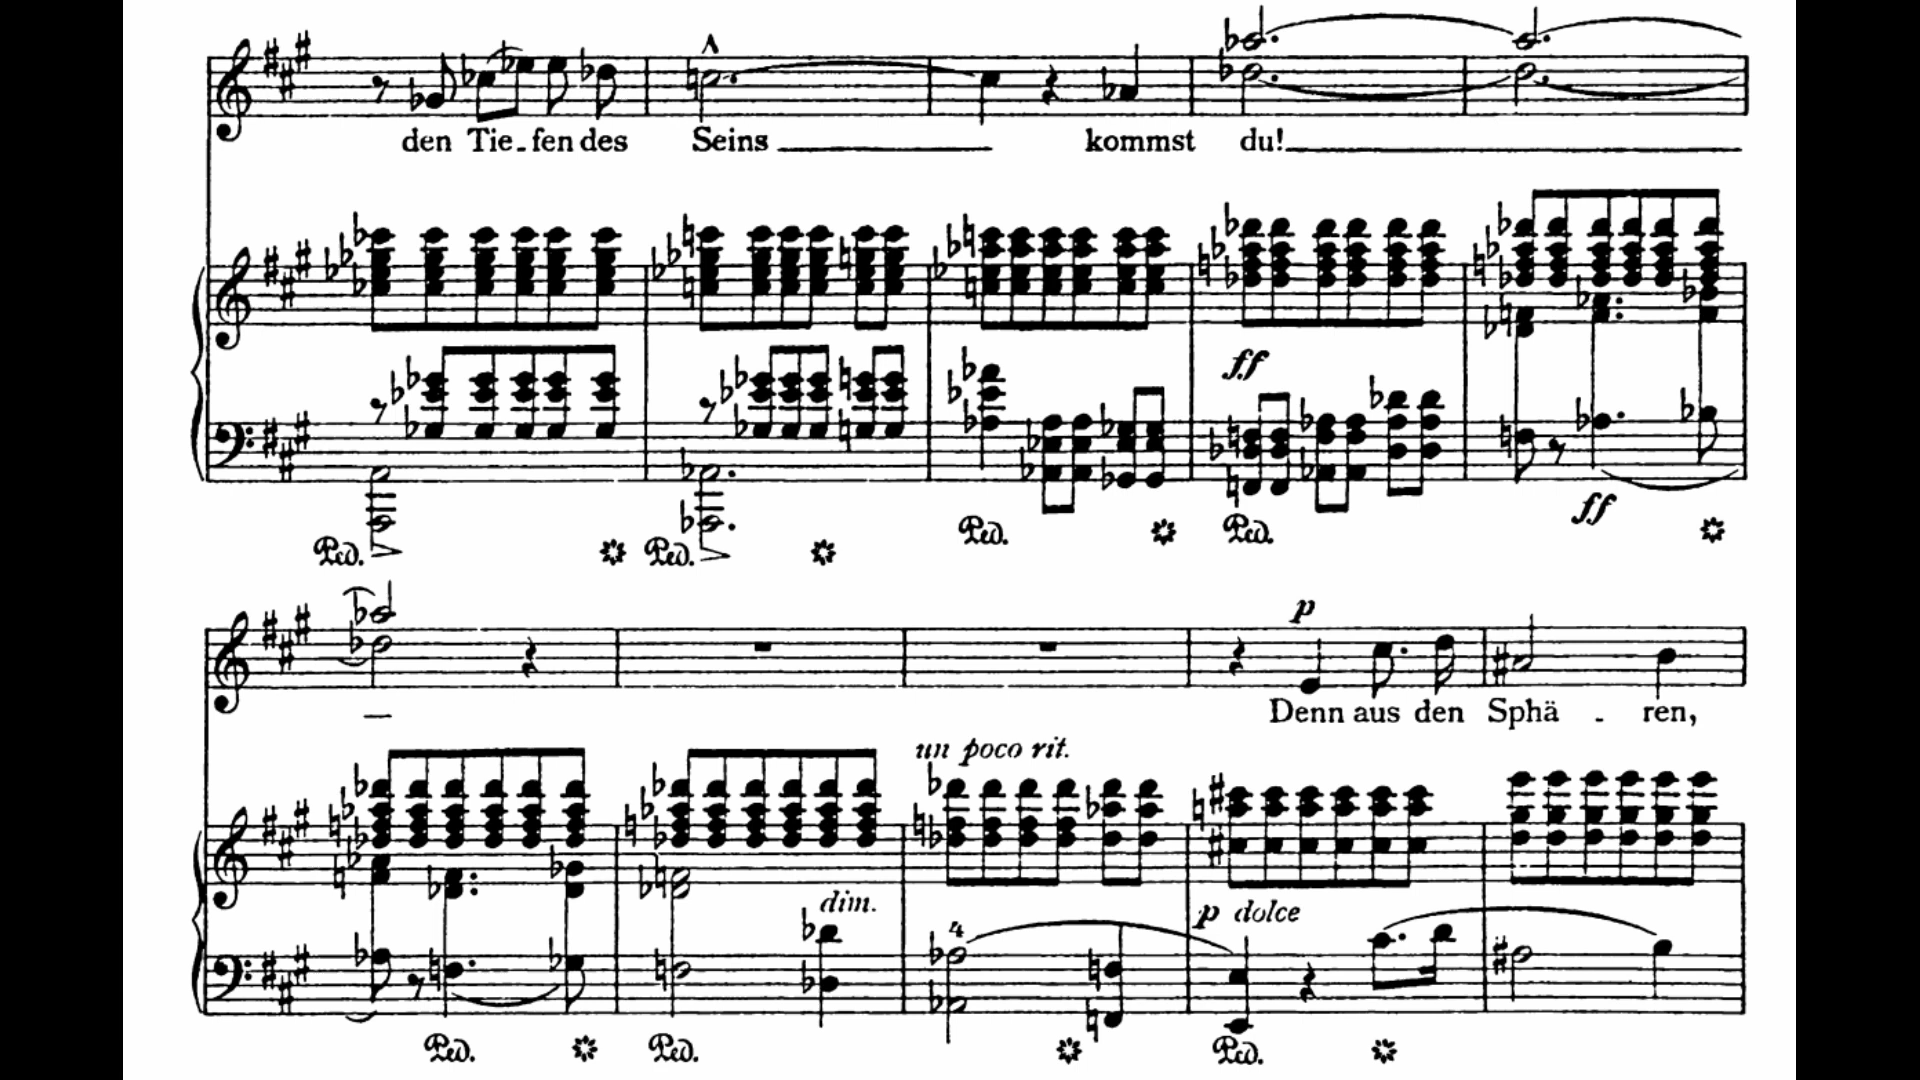 den Tie-fen des Seins kommst du!
ff
ff
Ped. * Ped. * Ped. * Ped. *
p
Denn aus den Sphä - ren,
un poco rit.
dim. p dolce
4
Ped. * Ped. * Ped. *